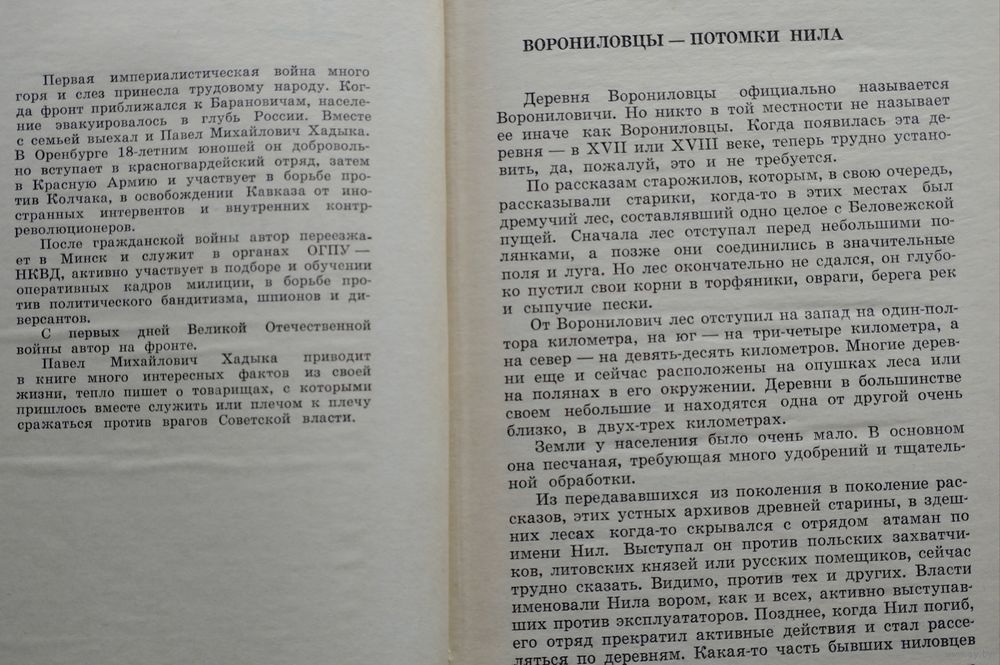 Первая империалистическая война много
горя и слез принесла трудовому народу. Ког-
да фронт приближался к Барановичам, населе-
ние эвакуировалось в глубь России. Вместе
с семьей выехал и Павел Михайлович Хадыка.
В Оренбурге 18-летним юношей он доброволь-
но вступает в красногвардейский отряд, затем
в Красную Армию и участвует в борьбе про-
тив Колчака, в освобождении Кавказа от ино-
странных интервентов и внутренних контр-
революционеров.
После гражданской войны автор переезжа-
ет в Минск и служит в органах ОГПУ —
НКВД, активно участвует в подборе и обучении
оперативных кадров милиции, в борьбе про-
тив политического бандитизма, шпионов и ди-
версантов.
С первых дней Великой Отечественной
войны автор на фронте.
Павел Михайлович Хадыка приводит
в книге много интересных фактов из своей
жизни, тепло пишет о товарищах, с которыми
пришлось вместе служить или плечом к плечу
сражаться против врагов Советской власти.
ВОРОНИЛОВЦЫ — ПОТОМКИ НИЛА
Деревня Ворониловцы официально называется
Ворониловичи. Но никто в той местности не называет
ее иначе как Ворониловцы. Когда появилась эта де-
ревня — в XVII или XVIII веке, теперь трудно устано-
вить, да, пожалуй, это и не требуется.
По рассказам старожилов, которым, в свою очередь,
рассказывали старики, когда-то в этих местах был
дремучий лес, составлявший одно целое с Беловежской
пущей. Сначала лес отступал перед небольшими по-
лянками, а позже они соединились в значительные
поля и луга. Но лес окончательно не сдался, он глубо-
ко пустил свои корни в торфяники, овраги, берега рек
и сыпучие пески.
От Воронилович лес отступил на запад на один-пол-
тора километра, на юг — на три-четыре километра, а
на север — на девять-десять километров. Многие дерев-
ни еще и сейчас расположены на опушках леса или
на полянах в его окружении. Деревни в большинстве
своем небольшие и находятся одна от другой очень
близко, в двух-трех километрах.
Земли у населения было очень мало. В основном
она песчаная, требующая много удобрений и тщатель-
ной обработки.
Из передававшихся из поколения в поколение рас-
сказов, этих устных архивов древней старины, в здеш-
них лесах когда-то скрывался с отрядом атаман по
имени Нил. Выступал он против польских захватчи-
ков, литовских князей или русских помещиков, сейчас
трудно сказать. Видимо, против тех и других. Власти
именовали Нила вором, как и всех, активно выступав-
ших против эксплуататоров. Позднее, когда Нил погиб,
его отряд прекратил активные действия и стал рассе-
ляться по деревням. Какая-то часть бывших ниловцев